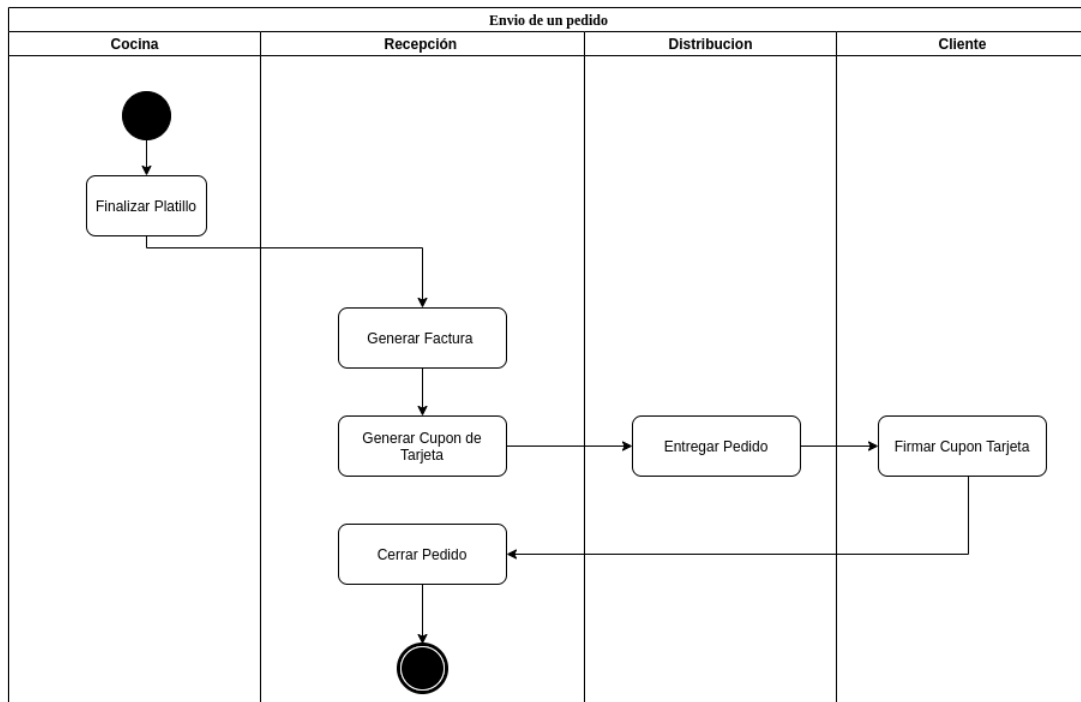 Envio de un pedido
Cocina
Recepción
Distribucion
Cliente
Finalizar Platillo
Generar Factura
Generar Cupon de
Tarjeta
Entregar Pedido
Firmar Cupon Tarjeta
Cerrar Pedido